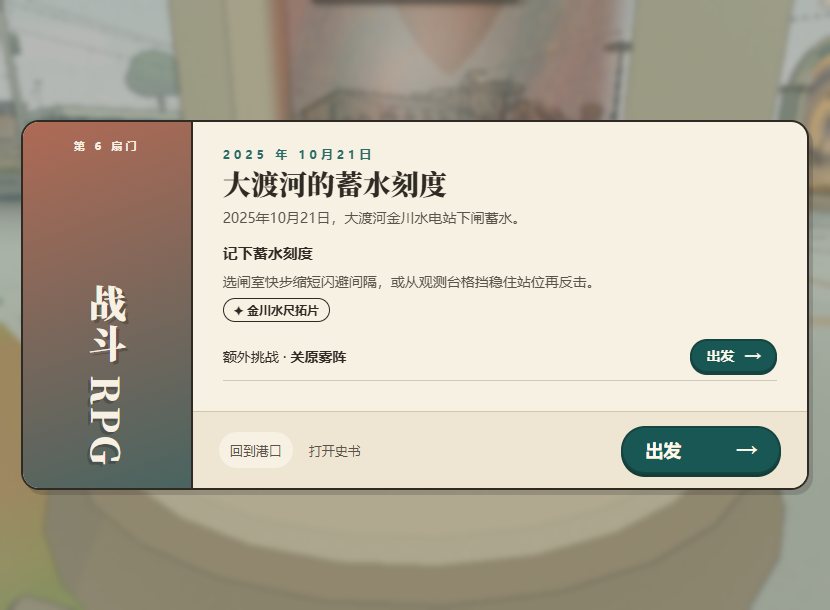 第 6 扇门
战斗 RPG
2025 年 10月21日
大渡河的蓄水刻度
2025年10月21日，大渡河金川水电站下闸蓄水。
记下蓄水刻度
选闸室快步缩短闪避间隔，或从观测台格挡稳住站位再反击。
✦ 金川水尺拓片
额外挑战 · 关原雾阵
出发 →
回到港口
打开史书
出发 →